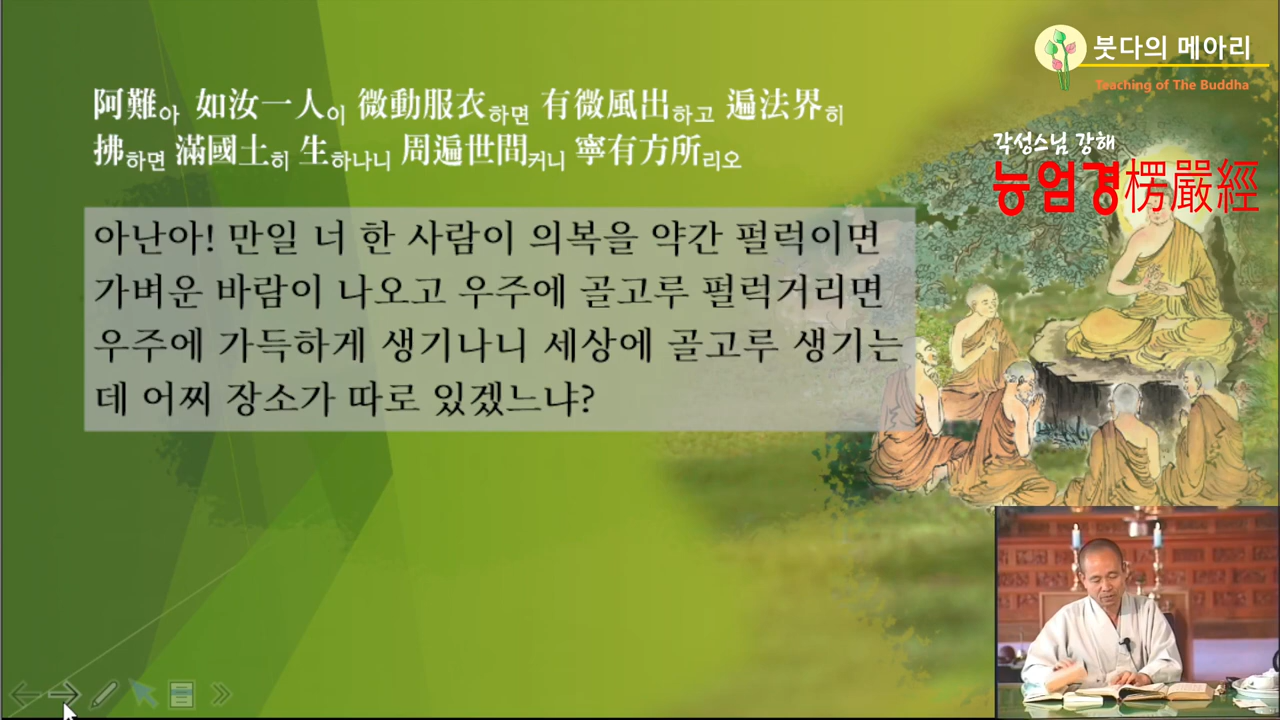 붓다의 메아리
Teaching of The Buddha
각성스님 강해
능엄경楞嚴經
阿難아 如汝一人이 微動服衣하면 有微風出하고 遍法界히
拂하면 滿國土히 生하나니 周遍世間커니 寧有方所리오
아난아! 만일 너 한 사람이 의복을 약간 펄럭이면
가벼운 바람이 나오고 우주에 골고루 펄럭거리면
우주에 가득하게 생기나니 세상에 골고루 생기는
데 어찌 장소가 따로 있겠느냐?